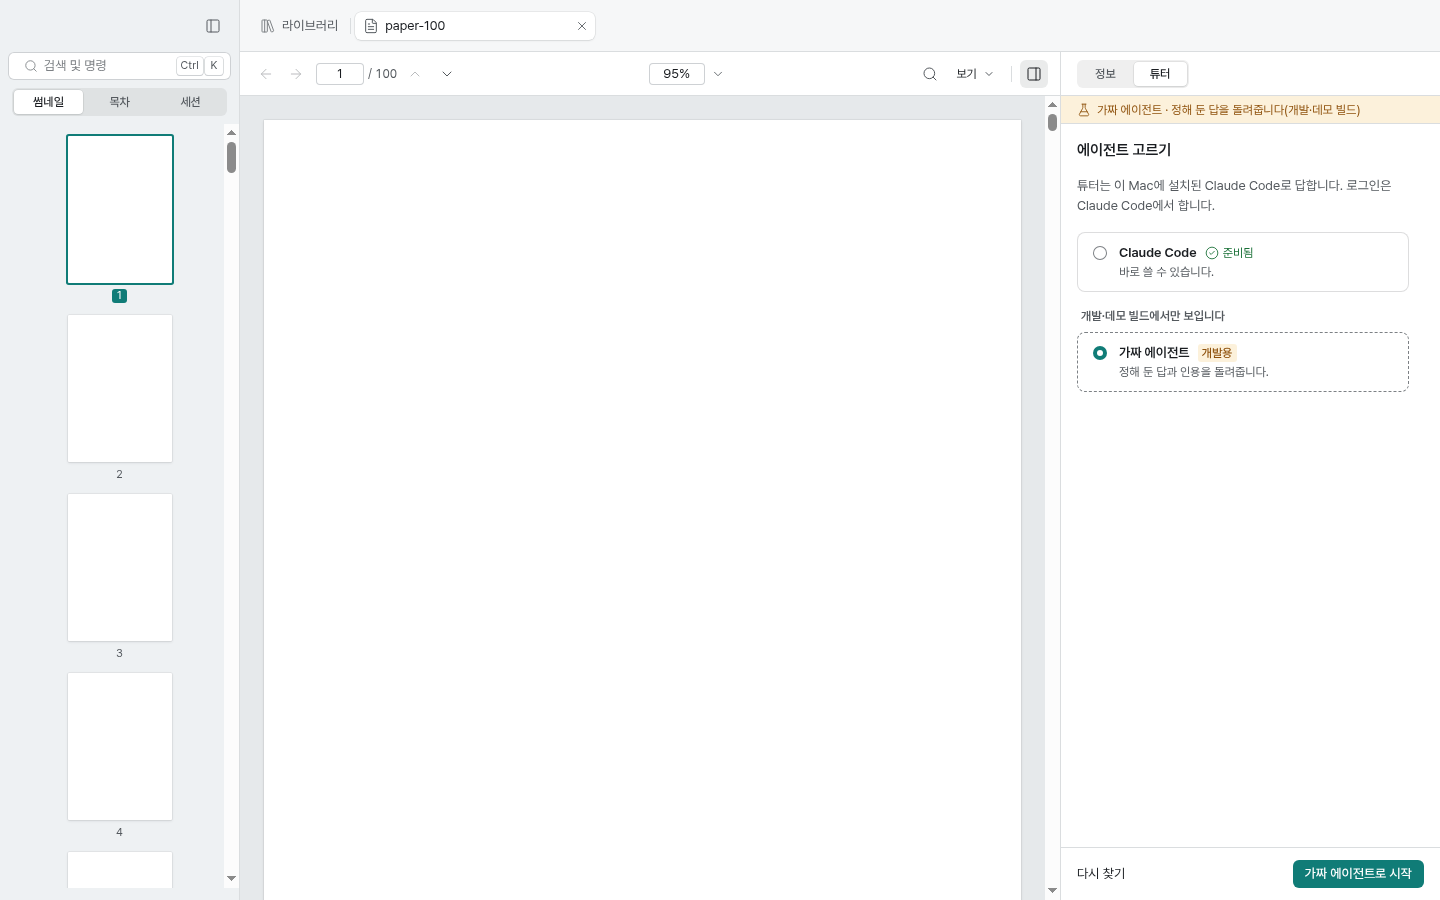 라이브러리
paper-100
검색 및 명령 Ctrl K
썸네일 목차 세션
1
2
3
4
1 / 100
95%
보기
정보 튜터
가짜 에이전트 · 정해 둔 답을 돌려줍니다(개발·데모 빌드)
에이전트 고르기
튜터는 이 Mac에 설치된 Claude Code로 답합니다. 로그인은
Claude Code에서 합니다.
Claude Code 준비됨
바로 쓸 수 있습니다.
개발·데모 빌드에서만 보입니다
가짜 에이전트 개발용
정해 둔 답과 인용을 돌려줍니다.
다시 찾기
가짜 에이전트로 시작